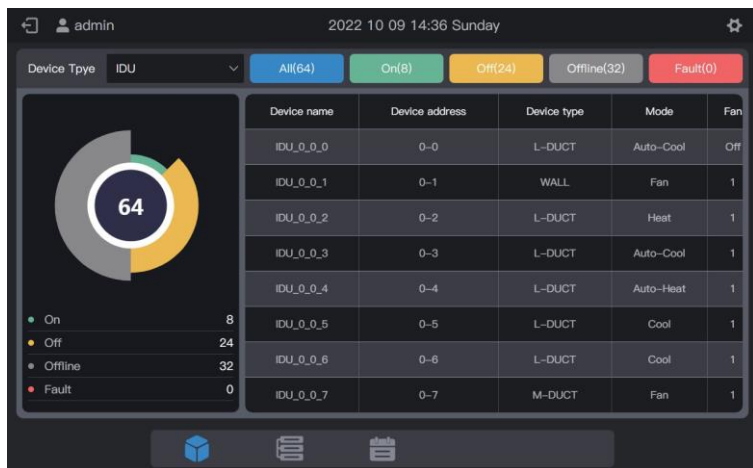 admin 2022 10 09 14:36 Sunday
Device Tpye IDU All(64) On(8) Off(24) Offline(32) Fault(0)
Device name Device address Device type Mode Fan
IDU_0_0_0 0-0 L-DUCT Auto-Cool Off
IDU_0_0_1 0-1 WALL Fan 1
IDU_0_0_2 0-2 L-DUCT Heat 1
IDU_0_0_3 0-3 L-DUCT Auto-Cool 1
IDU_0_0_4 0-4 L-DUCT Auto-Heat 1
IDU_0_0_5 0-5 L-DUCT Cool 1
IDU_0_0_6 0-6 L-DUCT Cool 1
IDU_0_0_7 0-7 M-DUCT Fan 1
64
On 8
Off 24
Offline 32
Fault 0